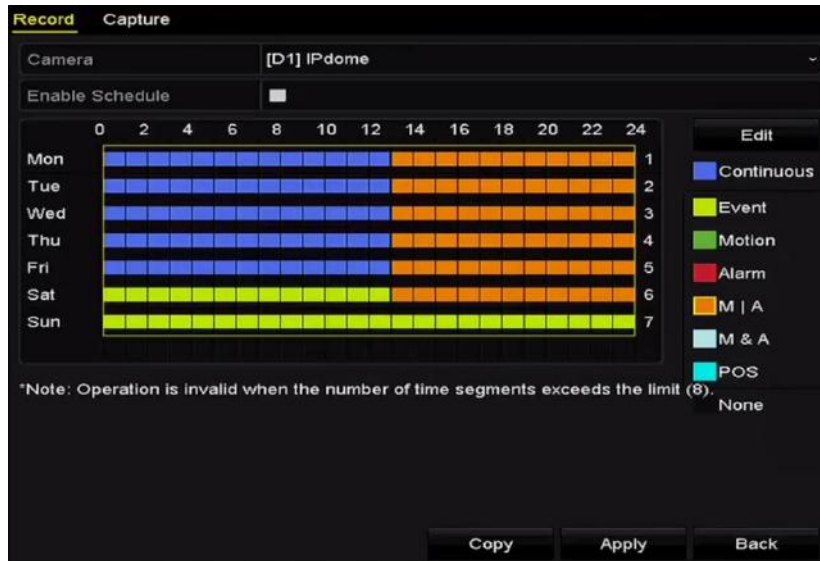 Record Capture
Camera [D1] IPdome
Enable Schedule
0 2 4 6 8 10 12 14 16 18 20 22 24
Edit
Mon 1
Continuous
Tue 2
Wed 3
Event
Thu 4
Motion
Fri 5
Alarm
Sat 6
M | A
Sun 7
M & A
POS
*Note: Operation is invalid when the number of time segments exceeds the limit (8).
None
Copy Apply Back